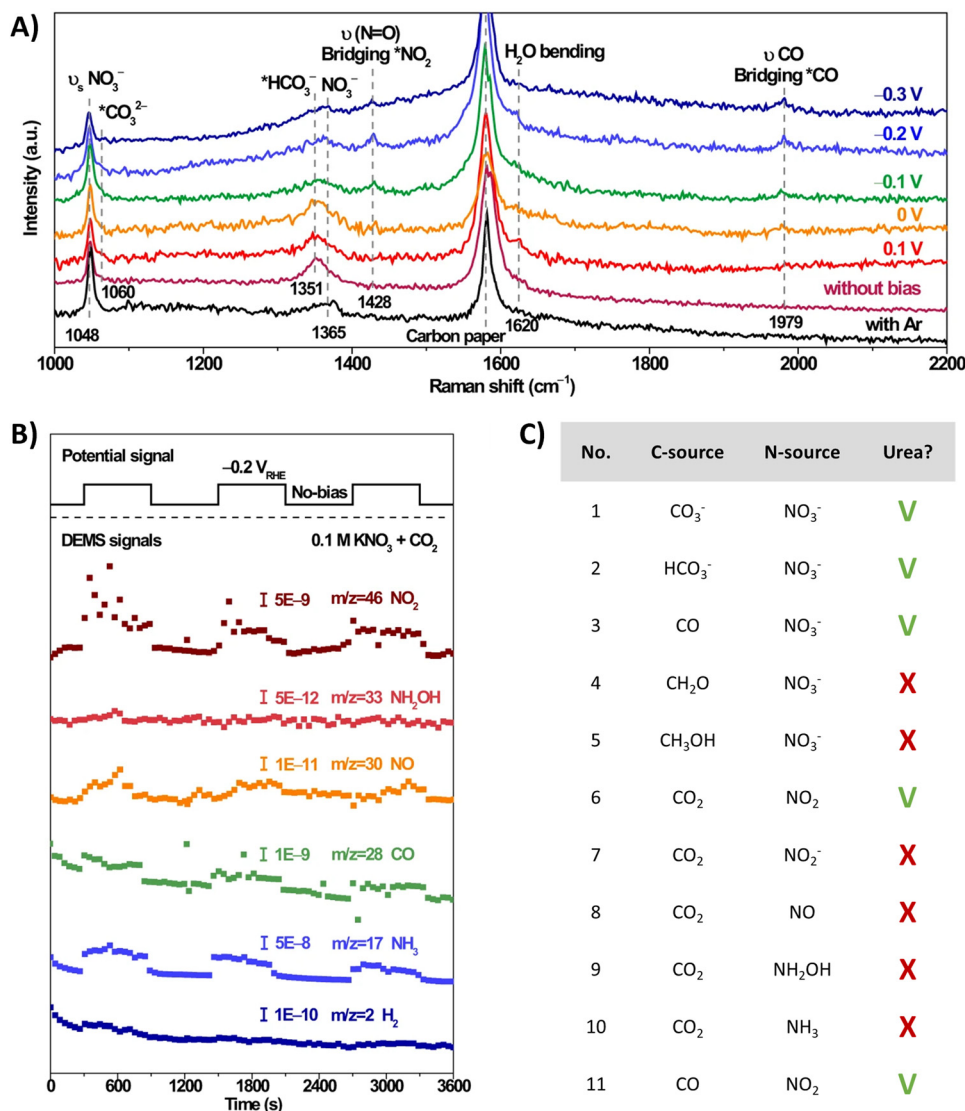 A)
υ (N=O)
Bridging *NO₂
H₂O bending
υ CO
Bridging *CO
υₛ NO₃⁻
*CO₃²⁻
*HCO₃⁻ NO₃⁻
−0.3 V
−0.2 V
−0.1 V
0 V
0.1 V
without bias
with Ar
1048
1060
1351
1365
1428
Carbon paper
1620
1979
Intensity (a.u.)
1000 1200 1400 1600 1800 2000 2200
Raman shift (cm⁻¹)
B)
Potential signal
−0.2 V_RHE
No-bias
DEMS signals 0.1 M KNO₃ + CO₂
5E−9 m/z=46 NO₂
5E−12 m/z=33 NH₂OH
1E−11 m/z=30 NO
1E−9 m/z=28 CO
5E−8 m/z=17 NH₃
1E−10 m/z=2 H₂
0 600 1200 1800 2400 3000 3600
Time (s)
C)
No. C-source N-source Urea?
1 CO₃⁻ NO₃⁻ V
2 HCO₃⁻ NO₃⁻ V
3 CO NO₃⁻ V
4 CH₂O NO₃⁻ X
5 CH₃OH NO₃⁻ X
6 CO₂ NO₂ V
7 CO₂ NO₂⁻ X
8 CO₂ NO X
9 CO₂ NH₂OH X
10 CO₂ NH₃ X
11 CO NO₂ V